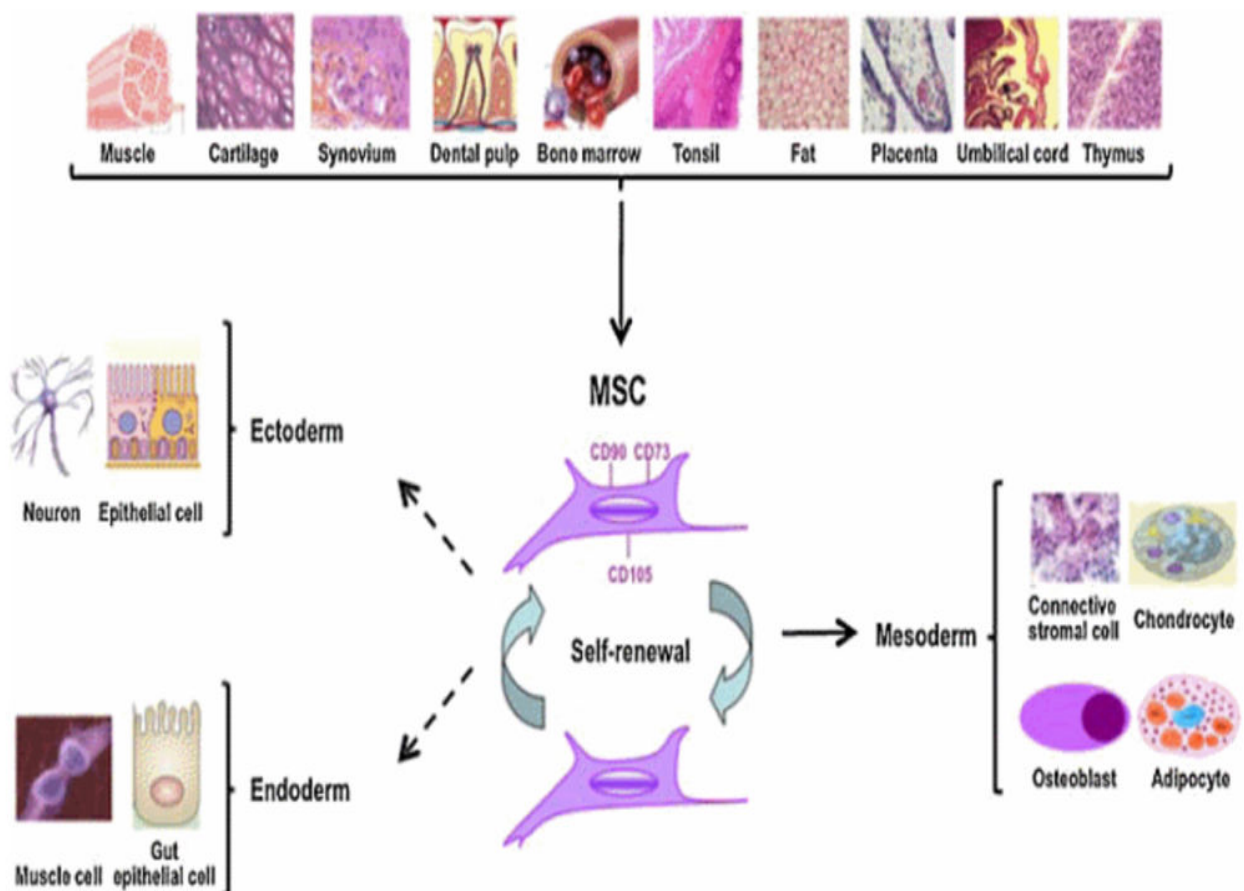 Muscle Cartilage Synovium Dental pulp Bone marrow Tonsil Fat Placenta Umbilical cord Thymus
MSC
CD90 CD73
CD105
Self-renewal
Ectoderm
Neuron Epithelial cell
Endoderm
Muscle cell
Gut
epithelial cell
Mesoderm
Connective
stromal cell
Chondrocyte
Osteoblast Adipocyte